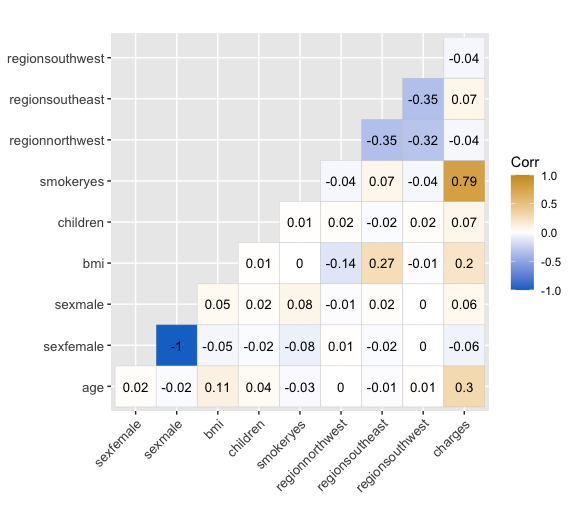 regionsouthwest -0.04
regionsoutheast -0.35 0.07
regionnorthwest -0.35 -0.32 -0.04
smokeryes -0.04 0.07 -0.04 0.79
children 0.01 0.02 -0.02 0.02 0.07
bmi 0.01 0 -0.14 0.27 -0.01 0.2
sexmale 0.05 0.02 0.08 -0.01 0.02 0 0.06
sexfemale -1 -0.05 -0.02 -0.08 0.01 -0.02 0 -0.06
age 0.02 -0.02 0.11 0.04 -0.03 0 -0.01 0.01 0.3
sexfemale
sexmale
bmi
children
smokeryes
regionnorthwest
regionsoutheast
regionsouthwest
charges
Corr
1.0
0.5
0.0
-0.5
-1.0